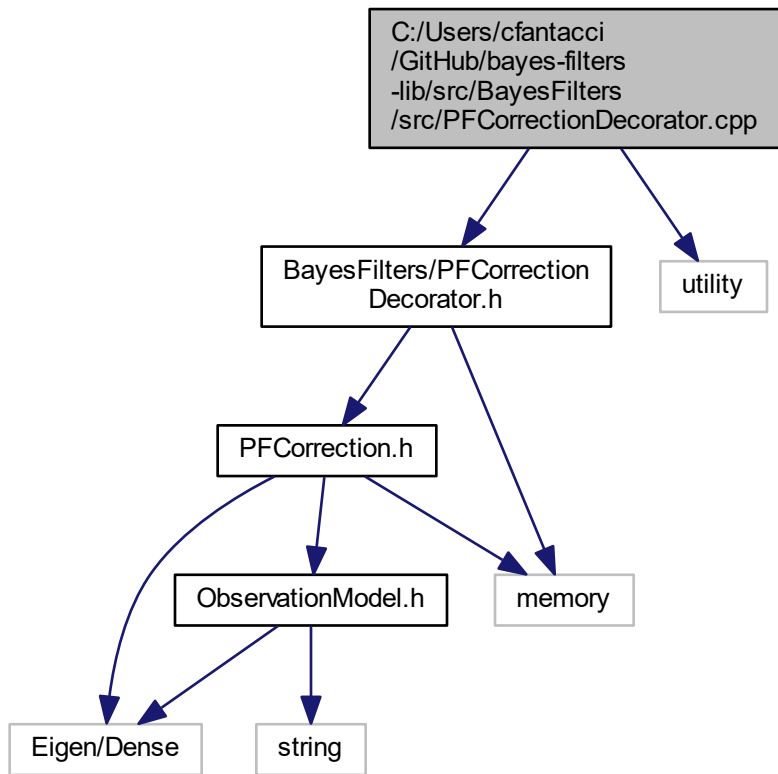 C:/Users/cfantacci
/GitHub/bayes-filters
-lib/src/BayesFilters
/src/PFCorrectionDecorator.cpp
BayesFilters/PFCorrection
Decorator.h
utility
PFCorrection.h
ObservationModel.h
memory
Eigen/Dense
string